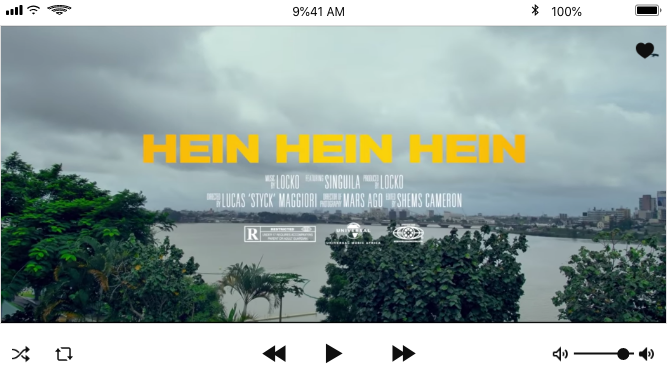 9%41 AM
100%
HEIN HEIN HEIN
MUSIC BY LOCKO FEATURING SINGUILA PRODUCED BY LOCKO
DIRECTED BY LUCAS 'STYCK' MAGGIORI DIRECTOR OF PHOTOGRAPHY MARS AGO EDITED BY SHEMS CAMERON
R RESTRICTED
UNIVERSAL
UNIVERSAL MUSIC AFRICA